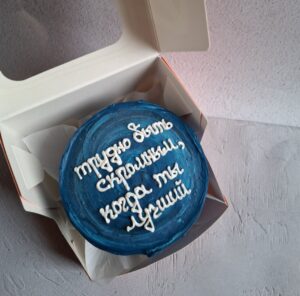 трудно быть
скромным,
когда ты
лучший